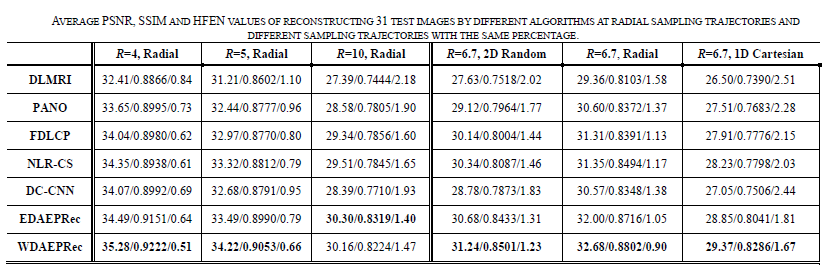 AVERAGE PSNR, SSIM AND HFEN VALUES OF RECONSTRUCTING 31 TEST IMAGES BY DIFFERENT ALGORITHMS AT RADIAL SAMPLING TRAJECTORIES AND
DIFFERENT SAMPLING TRAJECTORIES WITH THE SAME PERCENTAGE.
R=4, Radial R=5, Radial R=10, Radial R=6.7, 2D Random R=6.7, Radial R=6.7, 1D Cartesian
DLMRI 32.41/0.8866/0.84 31.21/0.8602/1.10 27.39/0.7444/2.18 27.63/0.7518/2.02 29.36/0.8103/1.58 26.50/0.7390/2.51
PANO 33.65/0.8995/0.73 32.44/0.8777/0.96 28.58/0.7805/1.90 29.12/0.7964/1.77 30.60/0.8372/1.37 27.51/0.7683/2.28
FDLCP 34.04/0.8980/0.62 32.97/0.8770/0.80 29.34/0.7856/1.60 30.14/0.8004/1.44 31.31/0.8391/1.13 27.91/0.7776/2.15
NLR-CS 34.35/0.8938/0.61 33.32/0.8812/0.79 29.51/0.7845/1.65 30.34/0.8087/1.46 31.35/0.8494/1.17 28.23/0.7798/2.03
DC-CNN 34.07/0.8992/0.69 32.68/0.8791/0.95 28.39/0.7710/1.93 28.78/0.7873/1.83 30.57/0.8348/1.38 27.05/0.7506/2.44
EDAEPRec 34.49/0.9151/0.64 33.49/0.8990/0.79 30.30/0.8319/1.40 30.68/0.8433/1.31 32.00/0.8716/1.05 28.85/0.8041/1.81
WDAEPRec 35.28/0.9222/0.51 34.22/0.9053/0.66 30.16/0.8224/1.47 31.24/0.8501/1.23 32.68/0.8802/0.90 29.37/0.8286/1.67